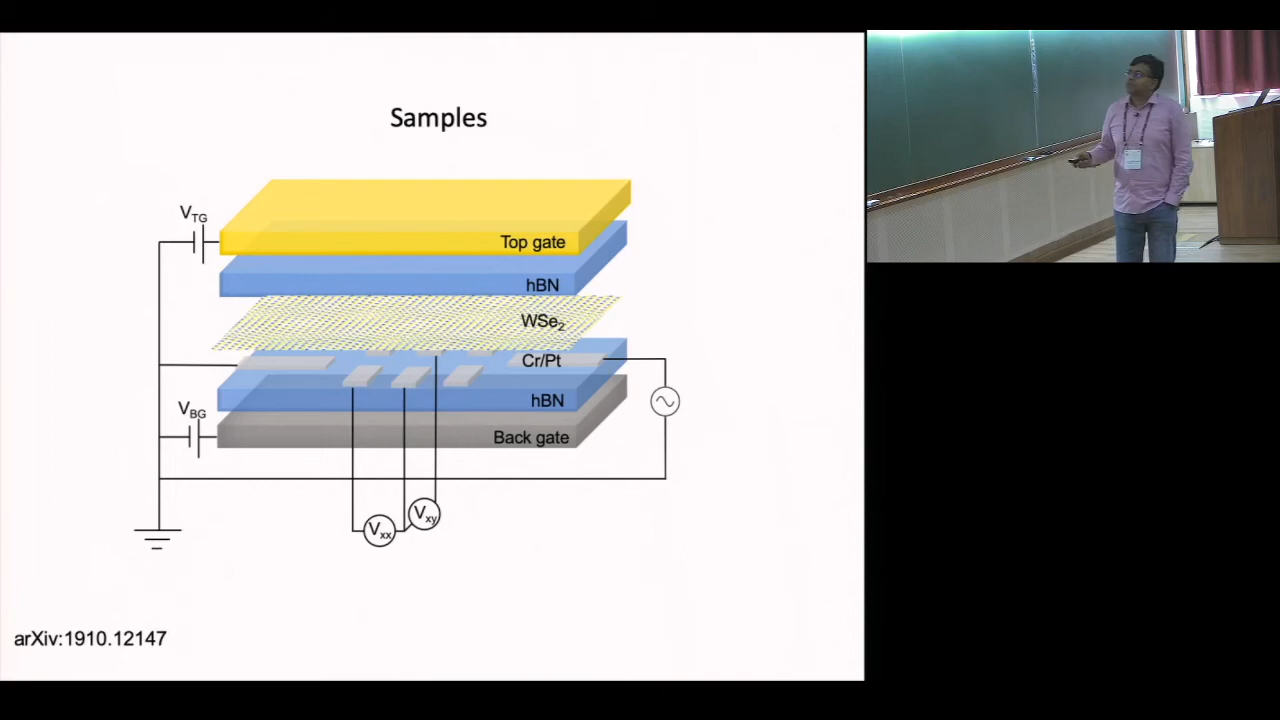 Samples
V_TG
Top gate
hBN
WSe₂
Cr/Pt
hBN
V_BG
Back gate
V_xx
V_xy
arXiv:1910.12147